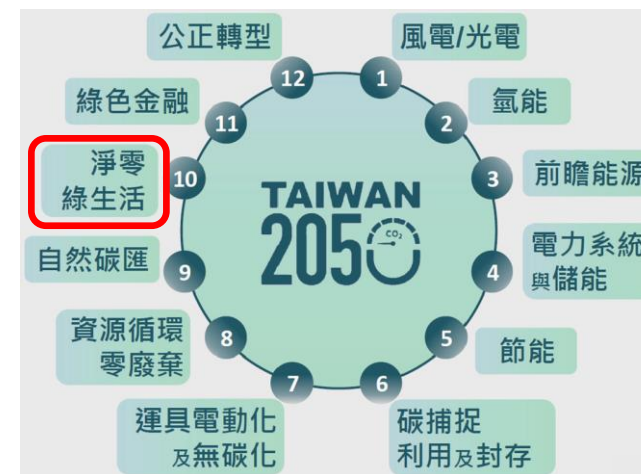 公正轉型
風電/光電
12
1
綠色金融
氫能
11
2
淨零
綠生活
10
3
前瞻能源
TAIWAN
2050
CO₂
自然碳匯
9
4
電力系統
與儲能
資源循環
零廢棄
8
5
節能
7
6
運具電動化
及無碳化
碳捕捉
利用及封存